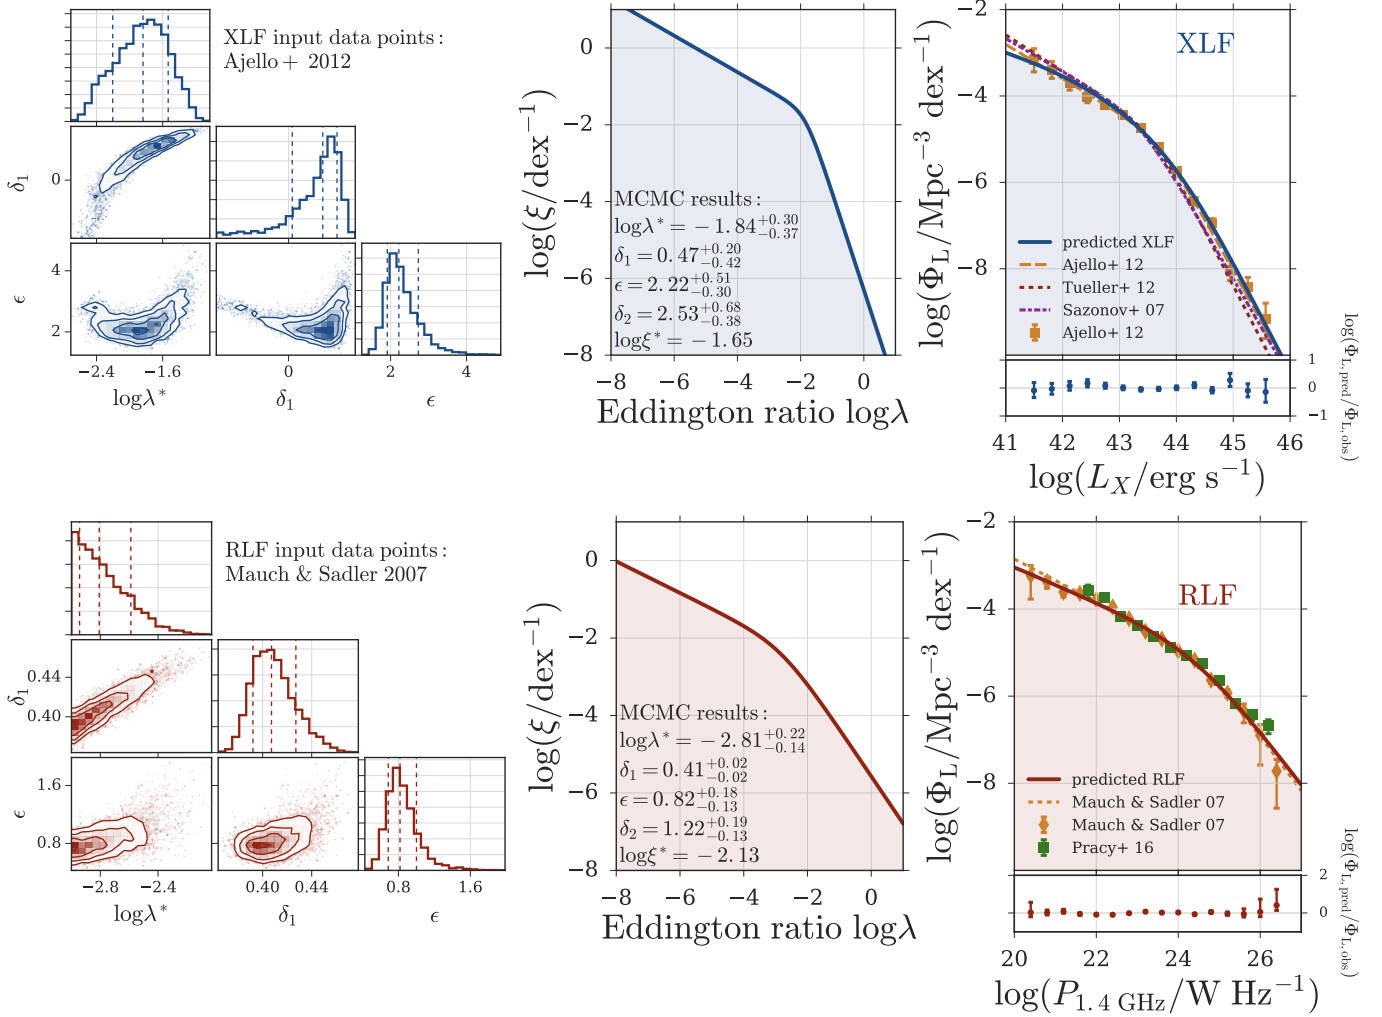 XLF input data points:
Ajello+ 2012
δ₁
0
ϵ
4
2
−2.4 −1.6
logλ*
0
δ₁
2 4
ϵ
log(ξ/dex⁻¹)
0
−2
−4
−6
−8
MCMC results:
logλ* = −1.84 +0.30 −0.37
δ₁ = 0.47 +0.20 −0.42
ϵ = 2.22 +0.51 −0.30
δ₂ = 2.53 +0.68 −0.38
logξ* = −1.65
−8 −6 −4 −2 0
Eddington ratio logλ
log(Φ_L/Mpc⁻³ dex⁻¹)
−2
−4
−6
−8
XLF
predicted XLF
Ajello+ 12
Tueller+ 12
Sazonov+ 07
Ajello+ 12
1
0
−1
log(Φ_L,pred/Φ_L,obs)
41 42 43 44 45 46
log(L_X/erg s⁻¹)
RLF input data points:
Mauch & Sadler 2007
δ₁
0.44
0.40
ϵ
1.6
0.8
−2.8 −2.4
logλ*
0.40 0.44
δ₁
0.8 1.6
ϵ
log(ξ/dex⁻¹)
0
−2
−4
−6
−8
MCMC results:
logλ* = −2.81 +0.22 −0.14
δ₁ = 0.41 +0.02 −0.02
ϵ = 0.82 +0.18 −0.13
δ₂ = 1.22 +0.19 −0.13
logξ* = −2.13
−8 −6 −4 −2 0
Eddington ratio logλ
log(Φ_L/Mpc⁻³ dex⁻¹)
−2
−4
−6
−8
RLF
predicted RLF
Mauch & Sadler 07
Mauch & Sadler 07
Pracy+ 16
2
0
log(Φ_L,pred/Φ_L,obs)
20 22 24 26
log(P_1.4 GHz/W Hz⁻¹)